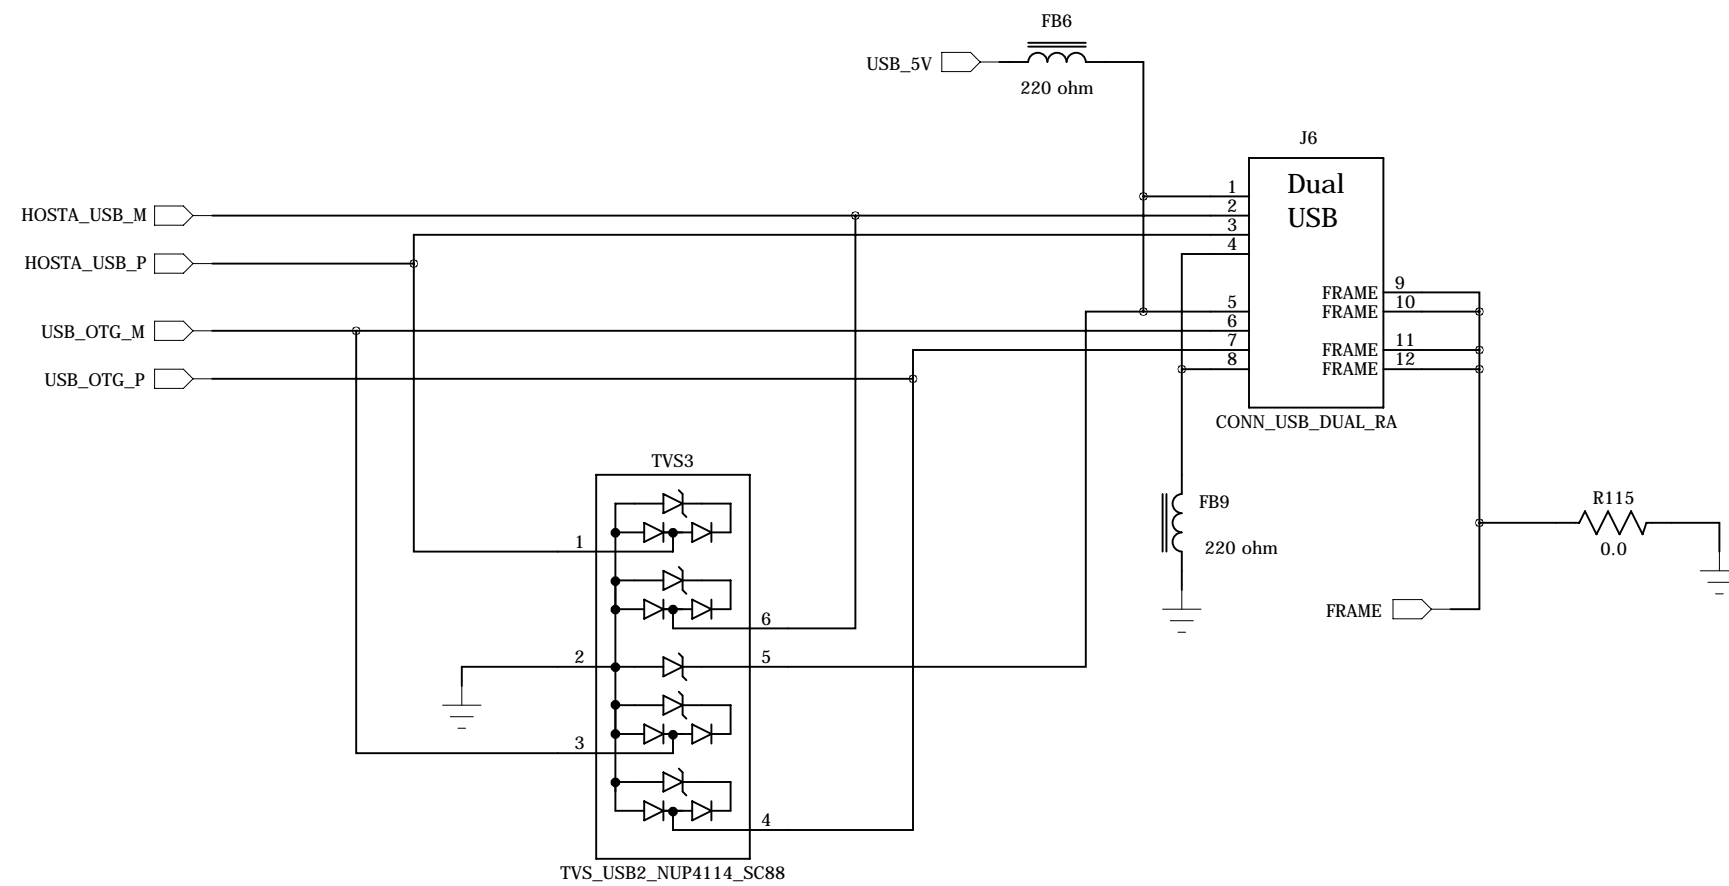 FB6
USB_5V
220 ohm
J6
Dual
USB
1
2
3
4
5
6
7
8
HOSTA_USB_M
HOSTA_USB_P
USB_OTG_M
USB_OTG_P
FRAME 9
FRAME 10
FRAME 11
FRAME 12
CONN_USB_DUAL_RA
TVS3
1
6
2
5
3
4
TVS_USB2_NUP4114_SC88
FB9
220 ohm
R115
0.0
FRAME